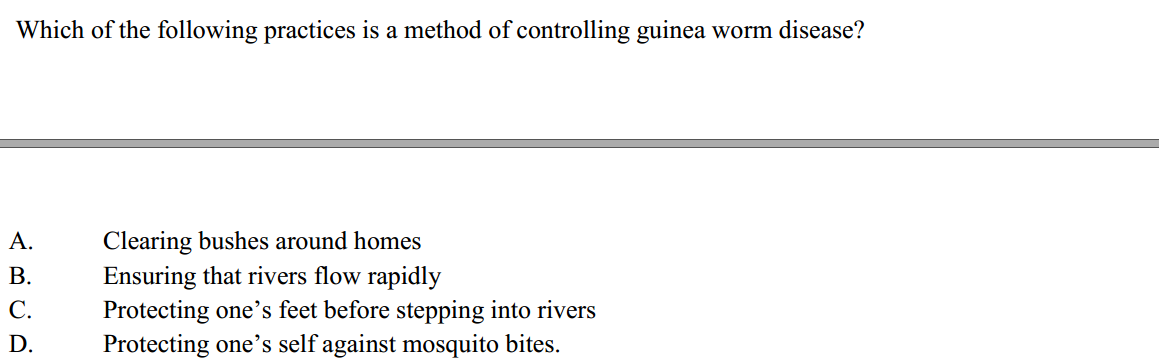 Which of the following practices is a method of controlling guinea worm disease?
A. Clearing bushes around homes
B. Ensuring that rivers flow rapidly
C. Protecting one’s feet before stepping into rivers
D. Protecting one’s self against mosquito bites.